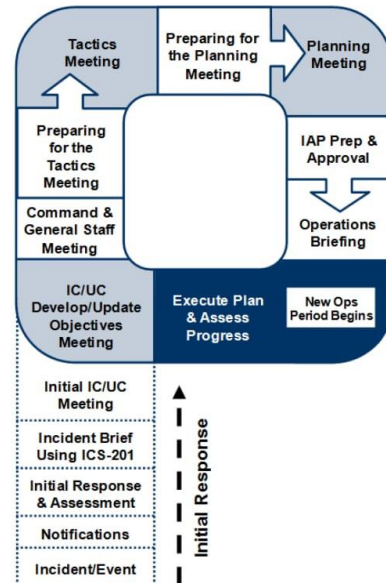 Tactics
Meeting
Preparing for
the Planning
Meeting
Planning
Meeting
Preparing
for the
Tactics
Meeting
IAP Prep &
Approval
Command &
General Staff
Meeting
Operations
Briefing
IC/UC
Develop/Update
Objectives
Meeting
Execute Plan
& Assess
Progress
New Ops
Period Begins
Initial IC/UC
Meeting
Incident Brief
Using ICS-201
Initial Response
& Assessment
Notifications
Incident/Event
Initial Response